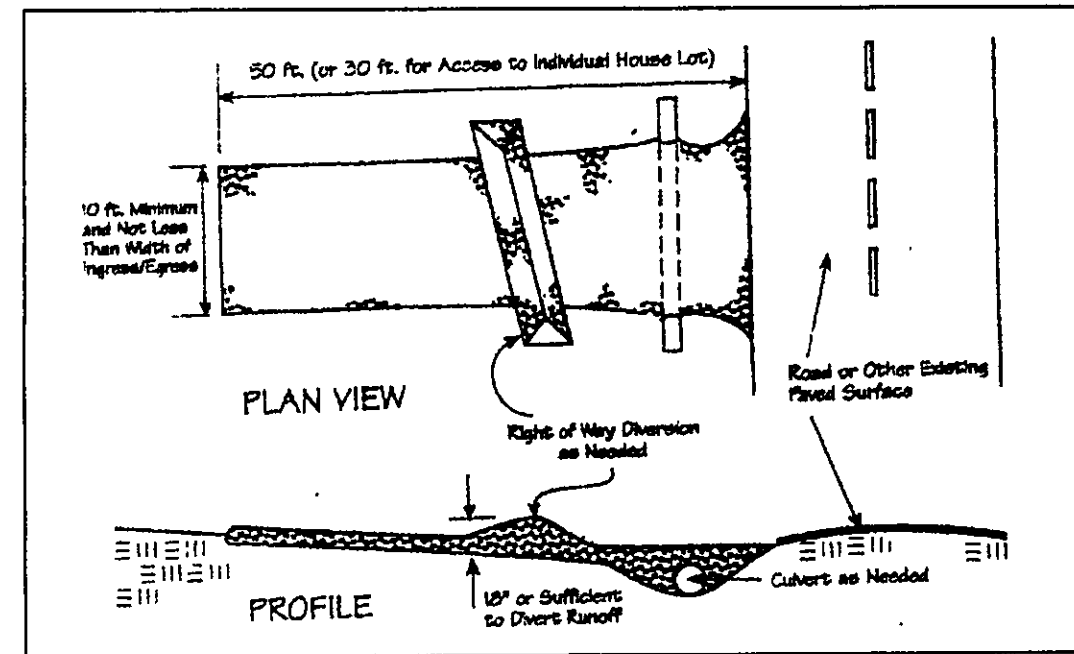 50 ft. (or 30 ft. for Access to Individual House Lot)
10 ft. Minimum
and Not Less
Than Width of
Ingress/Egress
PLAN VIEW
Road or Other Existing
Paved Surface
Right of Way Diversion
as Needed
Culvert as Needed
18" or Sufficient
to Divert Runoff
PROFILE